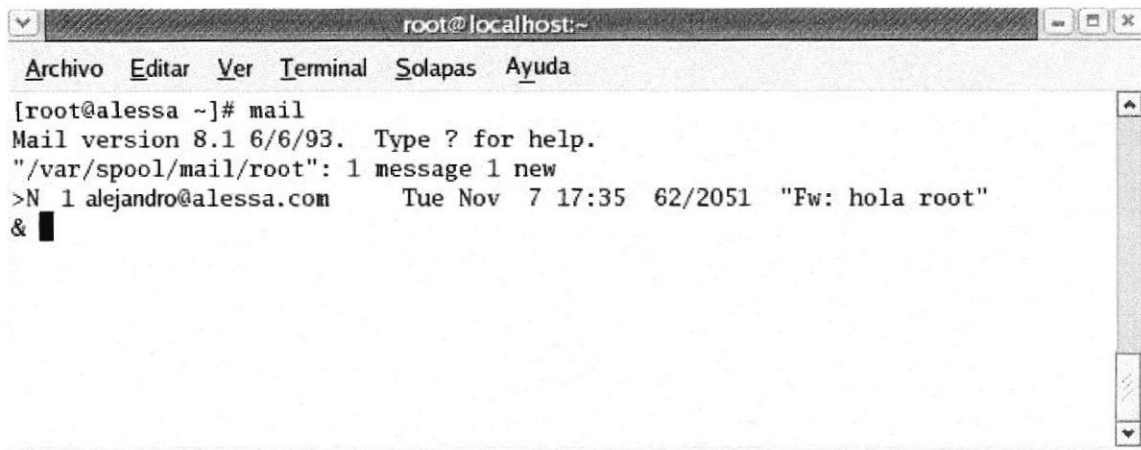 root@localhost:~
Archivo Editar Ver Terminal Solapas Ayuda
[root@alessa ~]# mail
Mail version 8.1 6/6/93. Type ? for help.
"/var/spool/mail/root": 1 message 1 new
>N 1 alejandro@alessa.com Tue Nov 7 17:35 62/2051 "Fw: hola root"
&